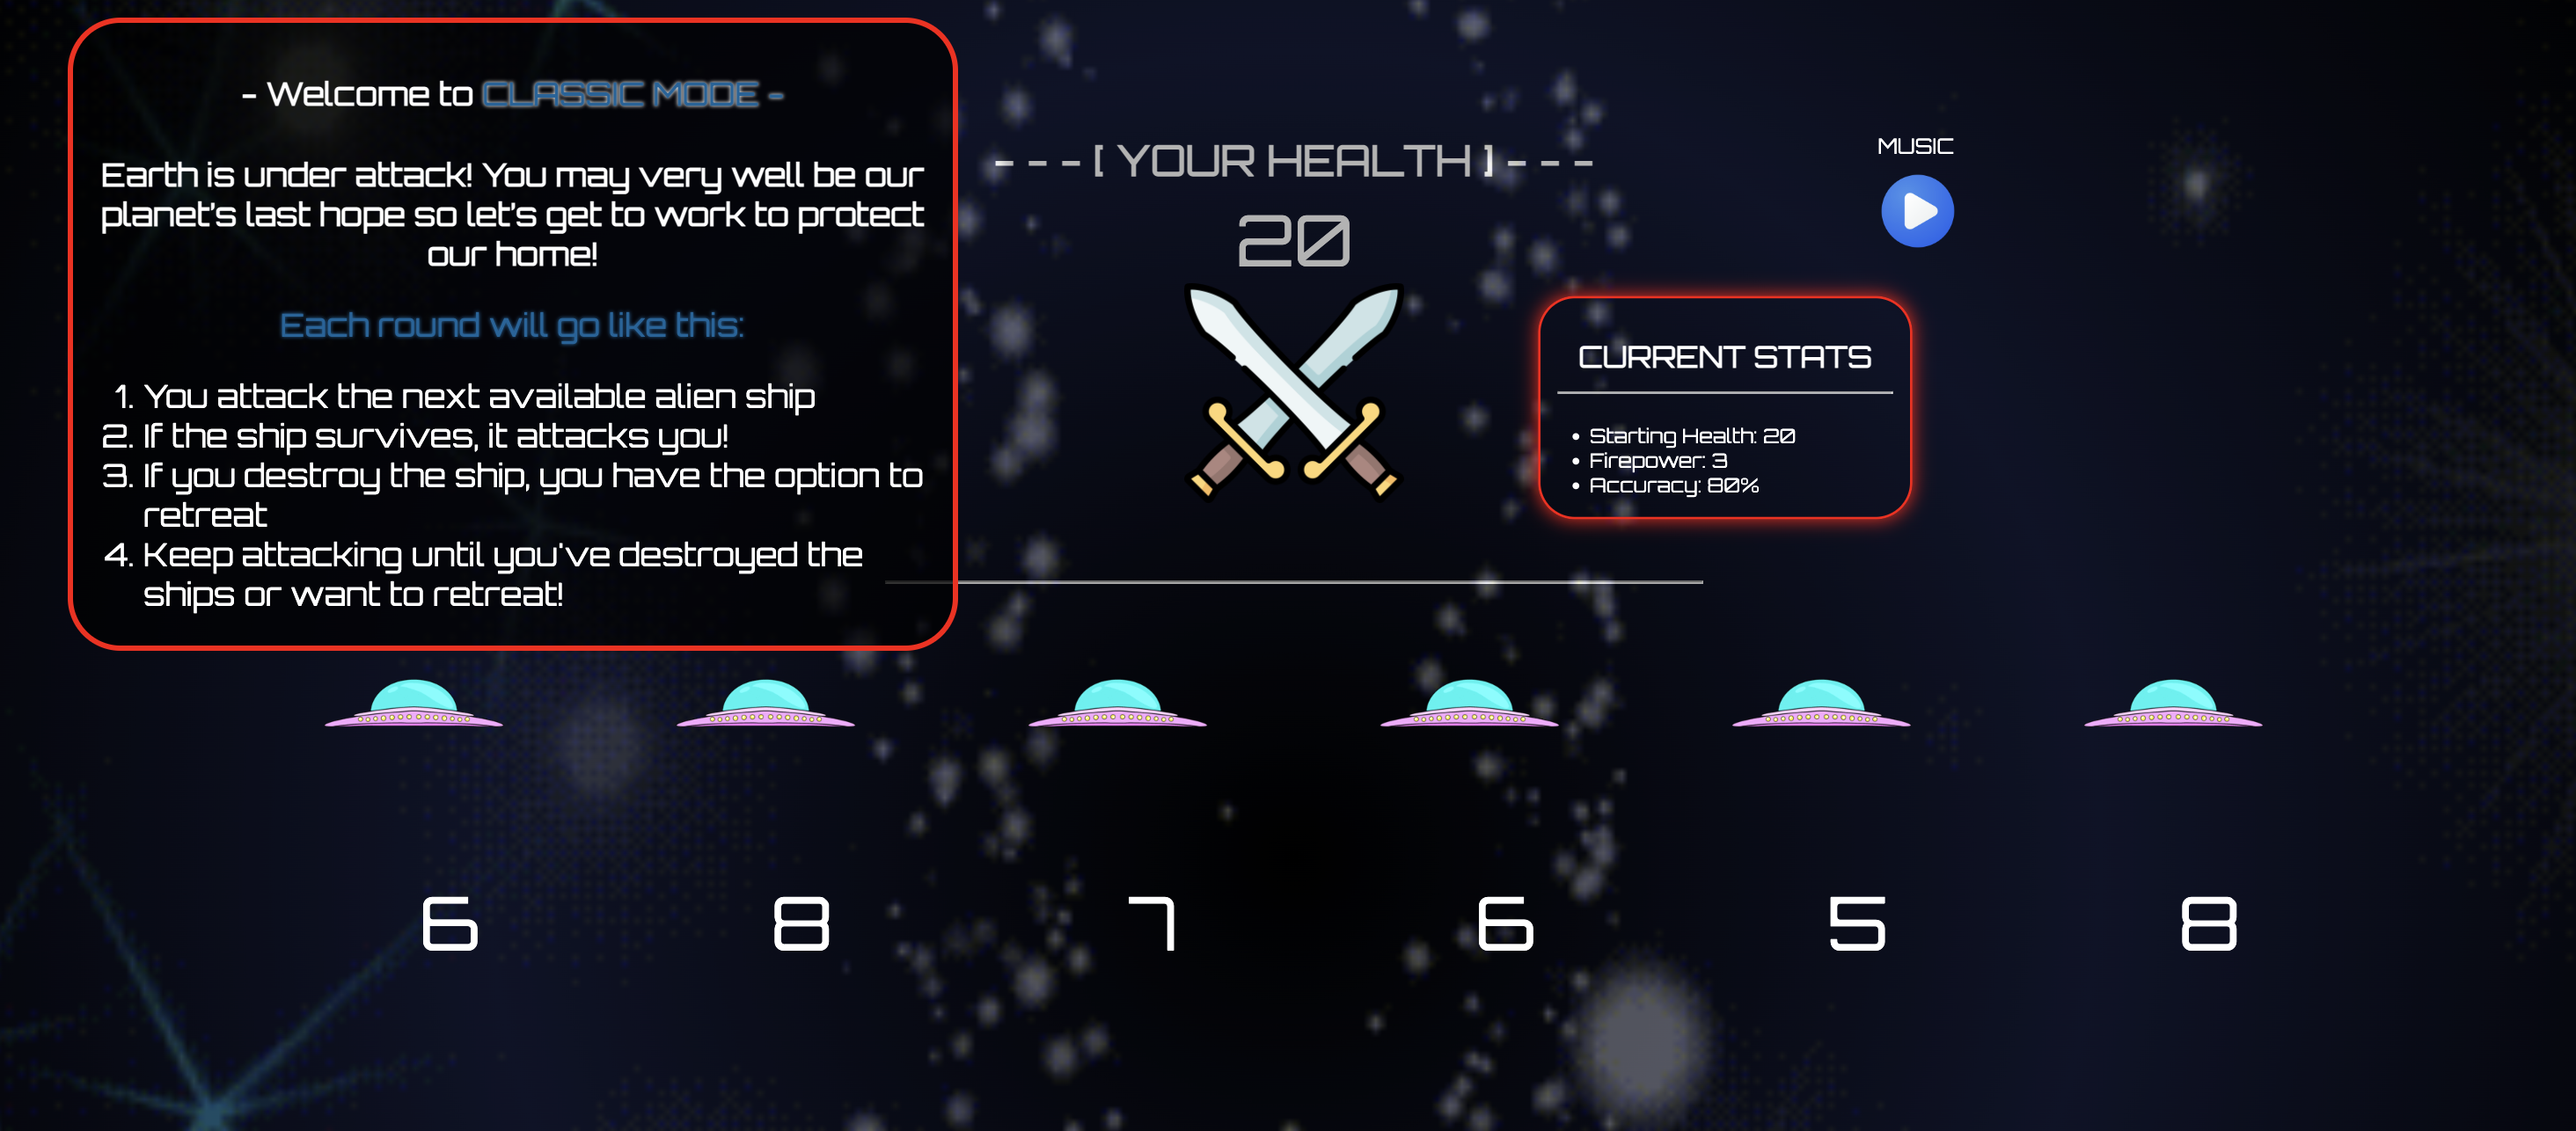 - Welcome to CLASSIC MODE -
Earth is under attack! You may very well be our
planet's last hope so let's get to work to protect
our home!
Each round will go like this:
1. You attack the next available alien ship
2. If the ship survives, it attacks you!
3. If you destroy the ship, you have the option to
retreat
4. Keep attacking until you've destroyed the
ships or want to retreat!
- - - [ YOUR HEALTH ] - - -
20
MUSIC
CURRENT STATS
• Starting Health: 20
• Firepower: 3
• Accuracy: 80%
6 8 7 6 5 8